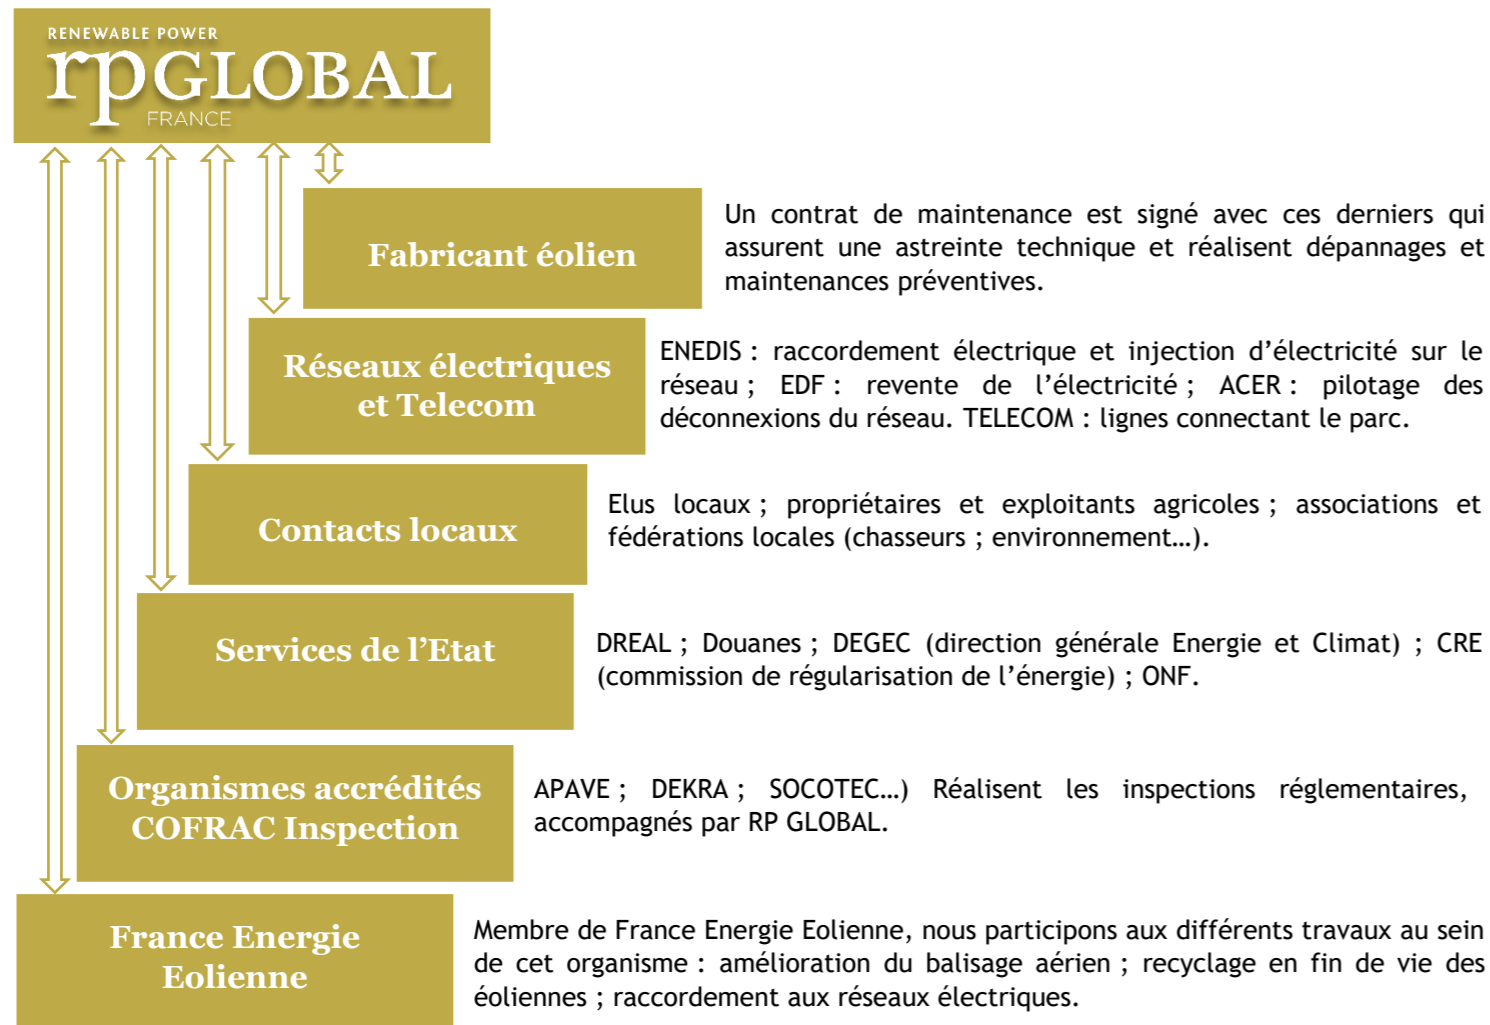 RENEWABLE POWER
rpGLOBAL
FRANCE
Fabricant éolien
Un contrat de maintenance est signé avec ces derniers qui
assurent une astreinte technique et réalisent dépannages et
maintenances préventives.
Réseaux électriques
et Telecom
ENEDIS : raccordement électrique et injection d’électricité sur le
réseau ; EDF : revente de l’électricité ; ACER : pilotage des
déconnexions du réseau. TELECOM : lignes connectant le parc.
Contacts locaux
Elus locaux ; propriétaires et exploitants agricoles ; associations et
fédérations locales (chasseurs ; environnement…).
Services de l’Etat
DREAL ; Douanes ; DEGEC (direction générale Energie et Climat) ; CRE
(commission de régularisation de l’énergie) ; ONF.
Organismes accrédités
COFRAC Inspection
APAVE ; DEKRA ; SOCOTEC…) Réalisent les inspections réglementaires,
accompagnés par RP GLOBAL.
France Energie
Eolienne
Membre de France Energie Eolienne, nous participons aux différents travaux au sein
de cet organisme : amélioration du balisage aérien ; recyclage en fin de vie des
éoliennes ; raccordement aux réseaux électriques.